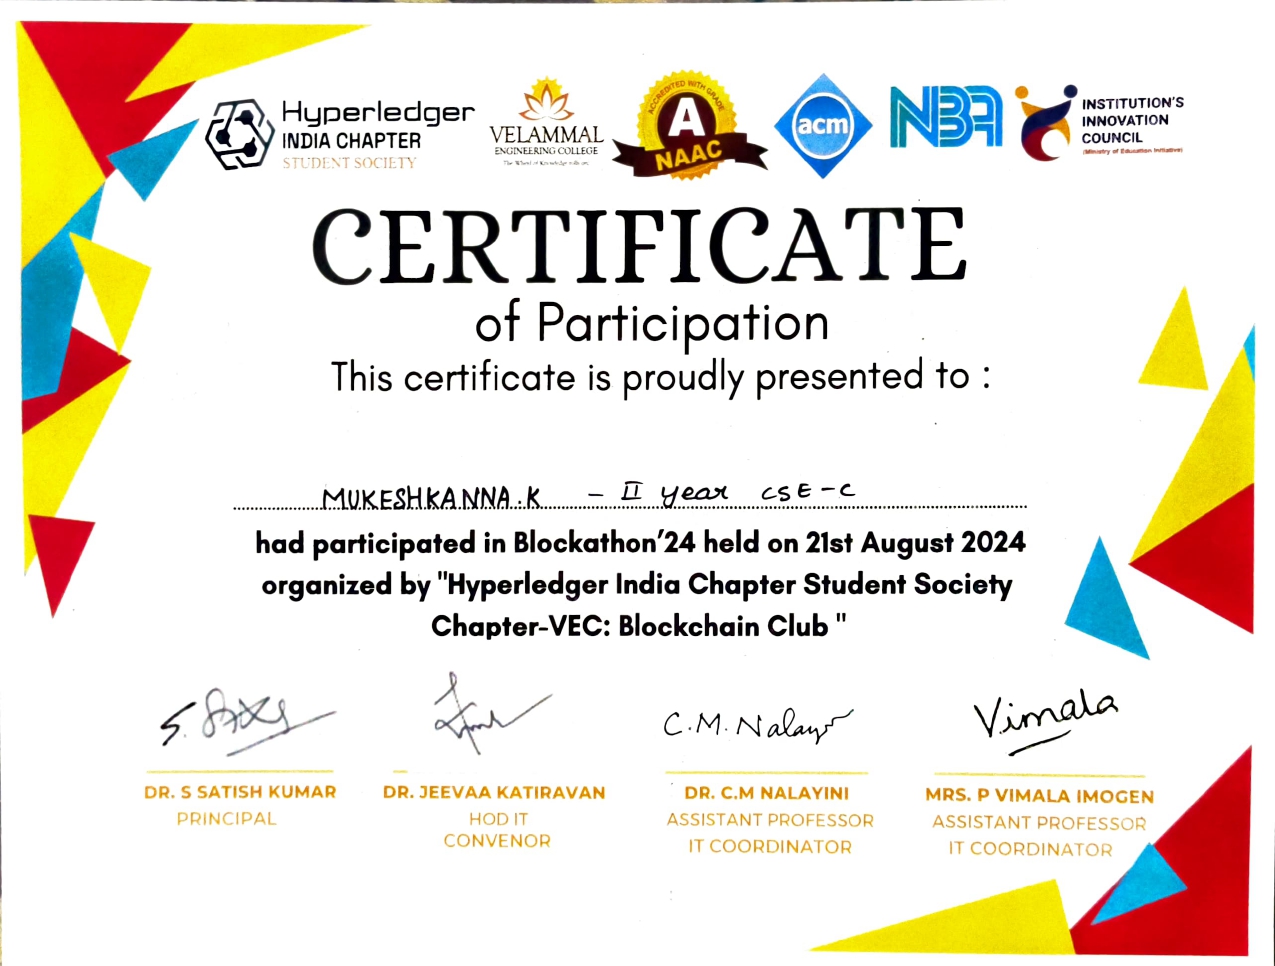 Hyperledger
INDIA CHAPTER
STUDENT SOCIETY
VELAMMAL
ENGINEERING COLLEGE
The Wheel of Knowledge rolls on
ACCREDITED WITH GRADE
A
NAAC
acm
NBA
INSTITUTION'S
INNOVATION
COUNCIL
(Ministry of Education Initiative)
CERTIFICATE
of Participation
This certificate is proudly presented to :
MUKESHKANNA.K - II year CSE-C
had participated in Blockathon'24 held on 21st August 2024
organized by "Hyperledger India Chapter Student Society
Chapter-VEC: Blockchain Club "
C.M. Nalayi
Vimala
DR. S SATISH KUMAR
PRINCIPAL
DR. JEEVAA KATIRAVAN
HOD IT
CONVENOR
DR. C.M NALAYINI
ASSISTANT PROFESSOR
IT COORDINATOR
MRS. P VIMALA IMOGEN
ASSISTANT PROFESSOR
IT COORDINATOR